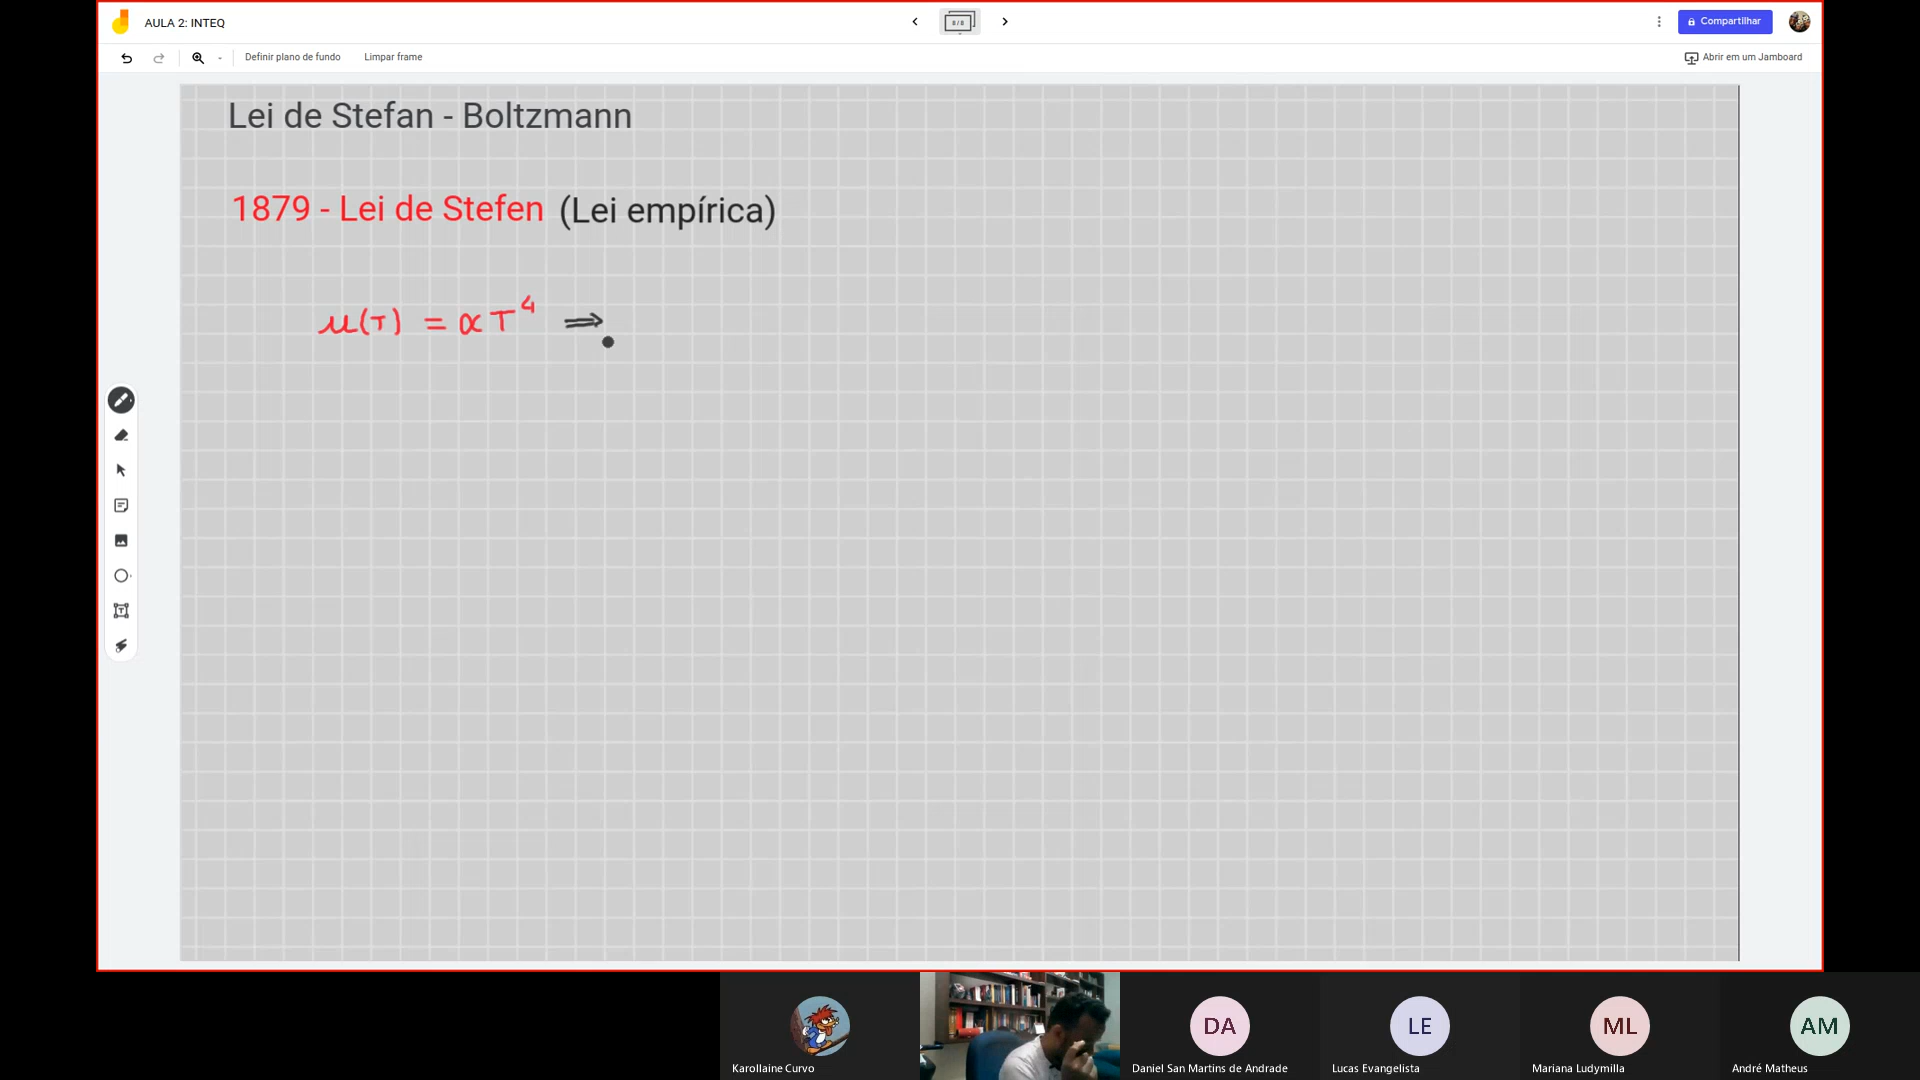 AULA 2: INTEQ
8 / 8
Compartilhar
Definir plano de fundo
Limpar frame
Abrir em um Jamboard
Lei de Stefan - Boltzmann
1879 - Lei de Stefen (Lei empírica)
u(T) = αT⁴ ⇒
Karollaine Curvo
DA
Daniel San Martins de Andrade
LE
Lucas Evangelista
ML
Mariana Ludymilla
AM
André Matheus